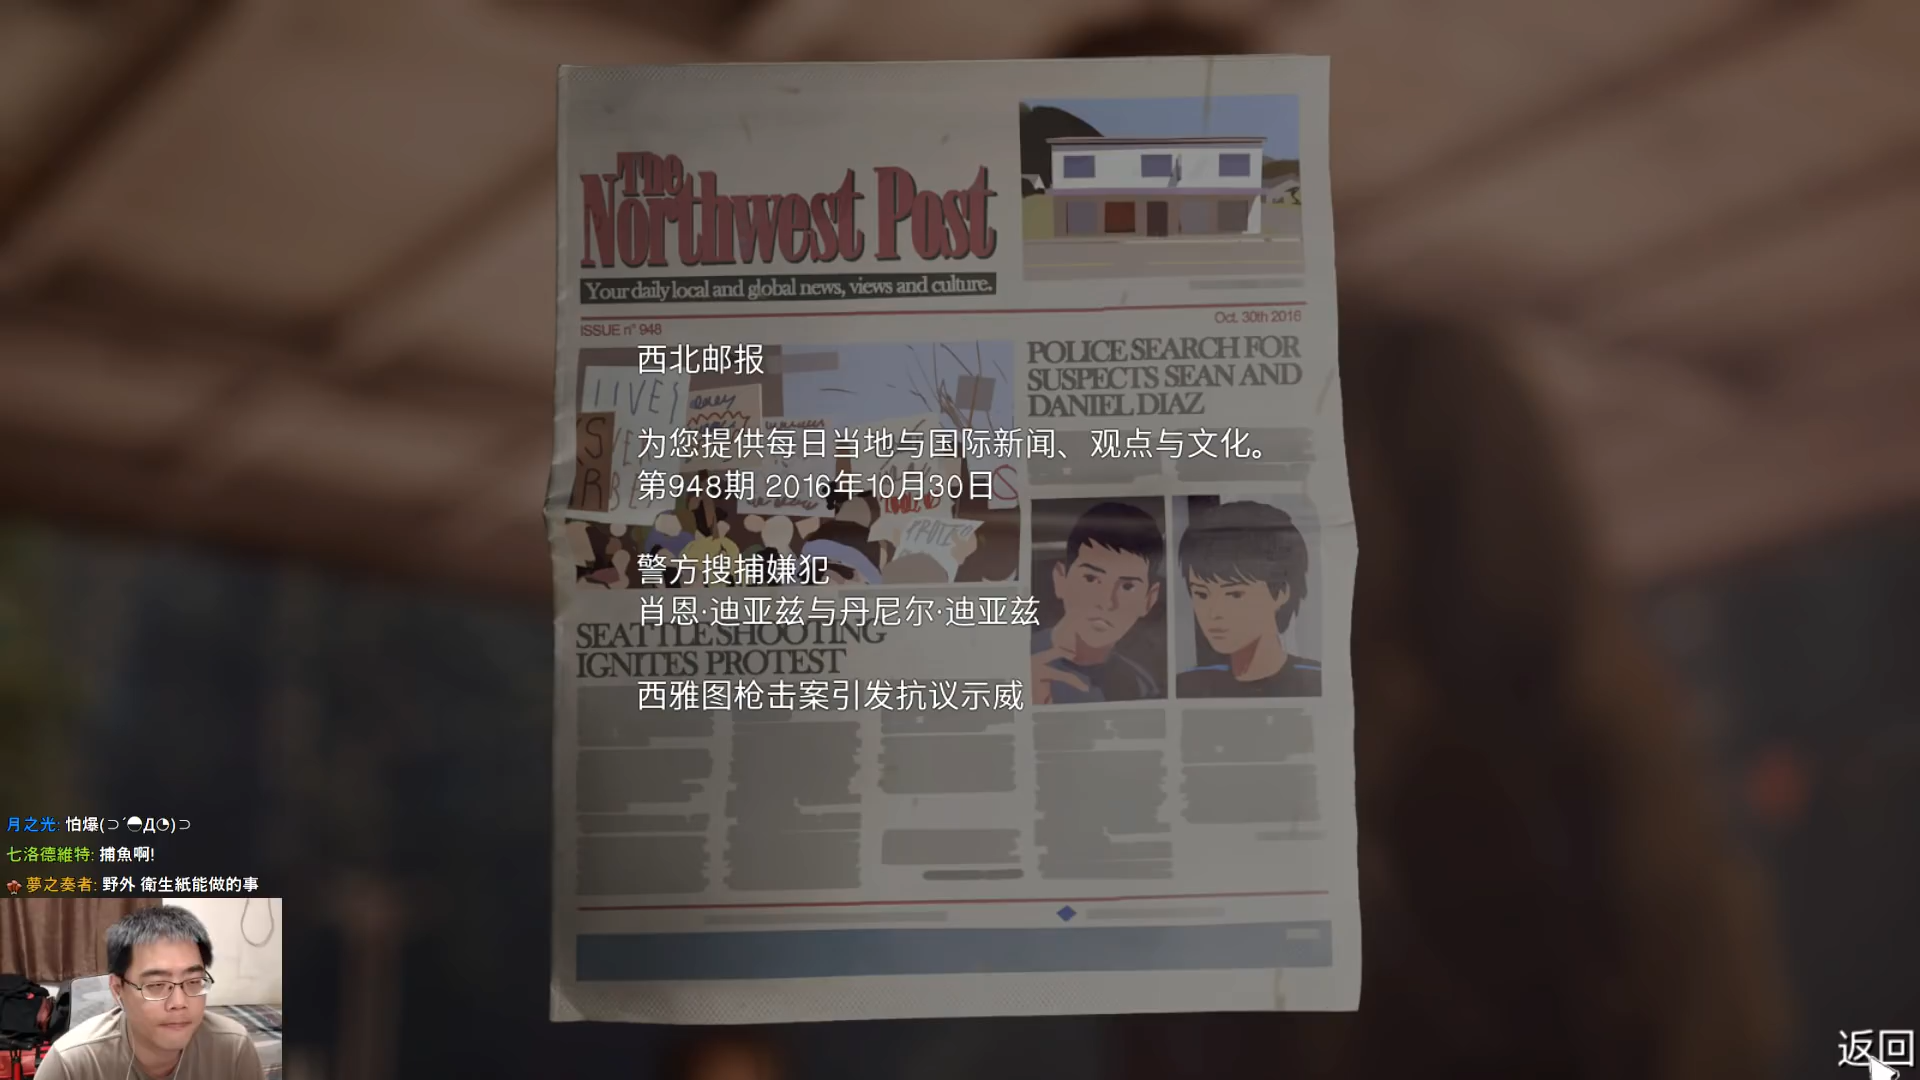 The
Northwest Post
Your daily local and global news, views and culture.
ISSUE n° 948
Oct. 30th 2016
西北邮报
POLICE SEARCH FOR
SUSPECTS SEAN AND
DANIEL DIAZ
LIVES
为您提供每日当地与国际新闻、观点与文化。
第948期 2016年10月30日
警方搜捕嫌犯
肖恩·迪亚兹与丹尼尔·迪亚兹
SEATTLE SHOOTING
IGNITES PROTEST
西雅图枪击案引发抗议示威
月之光: 怕爆(⊃´◓Д◔)⊃
七洛德維特: 捕魚啊!
夢之奏者: 野外 衛生紙能做的事
返回